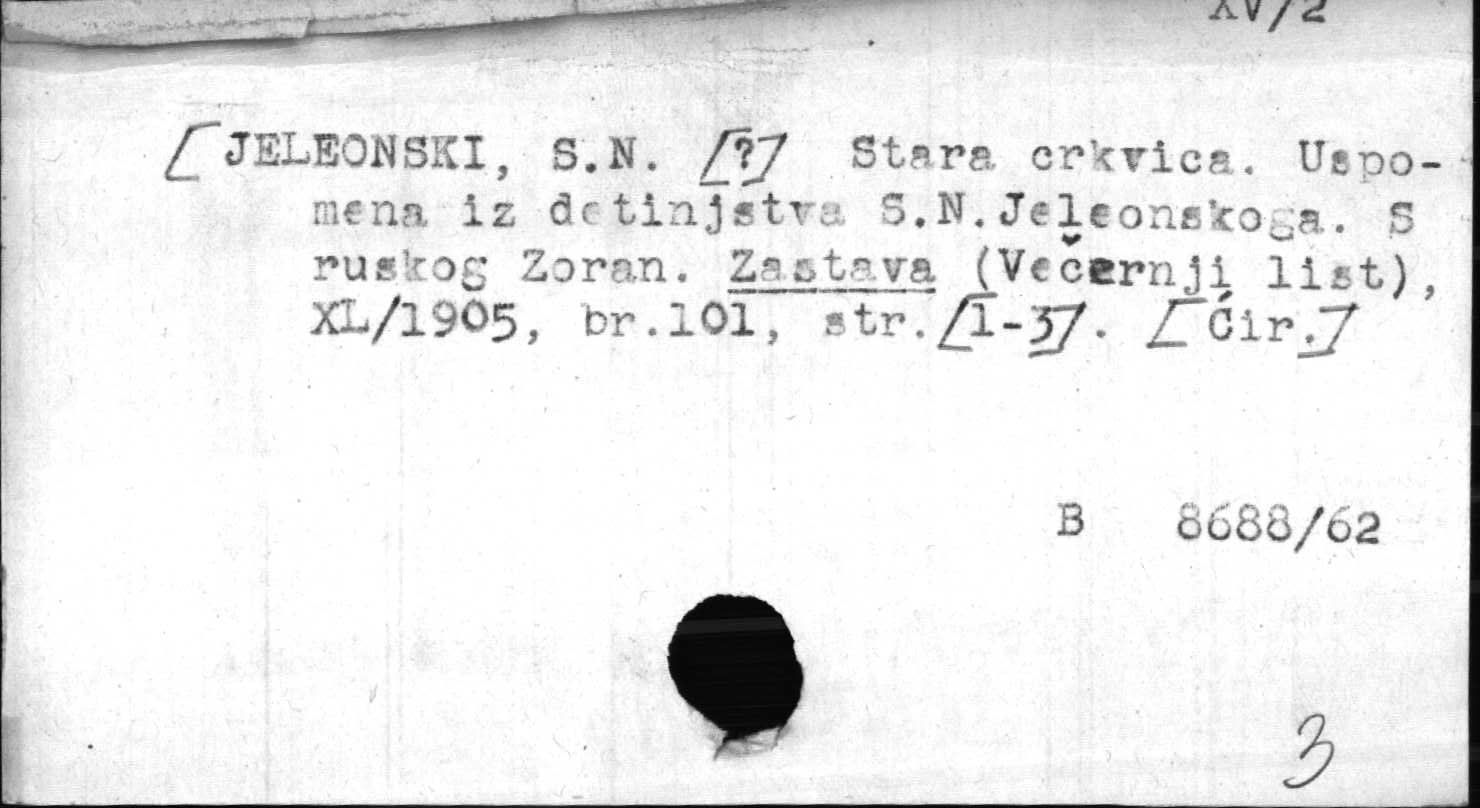 XV/2
[JELEONSKI, S.N. [?] Stara crkvica. Uspo-
mena iz detinjstva S.N.Jeleonskoga. S
ruskog Zoran. Zastava (Večernji list),
XL/1905, br.101, str.[1-3]. [Ćir.]
B 8688/62
3